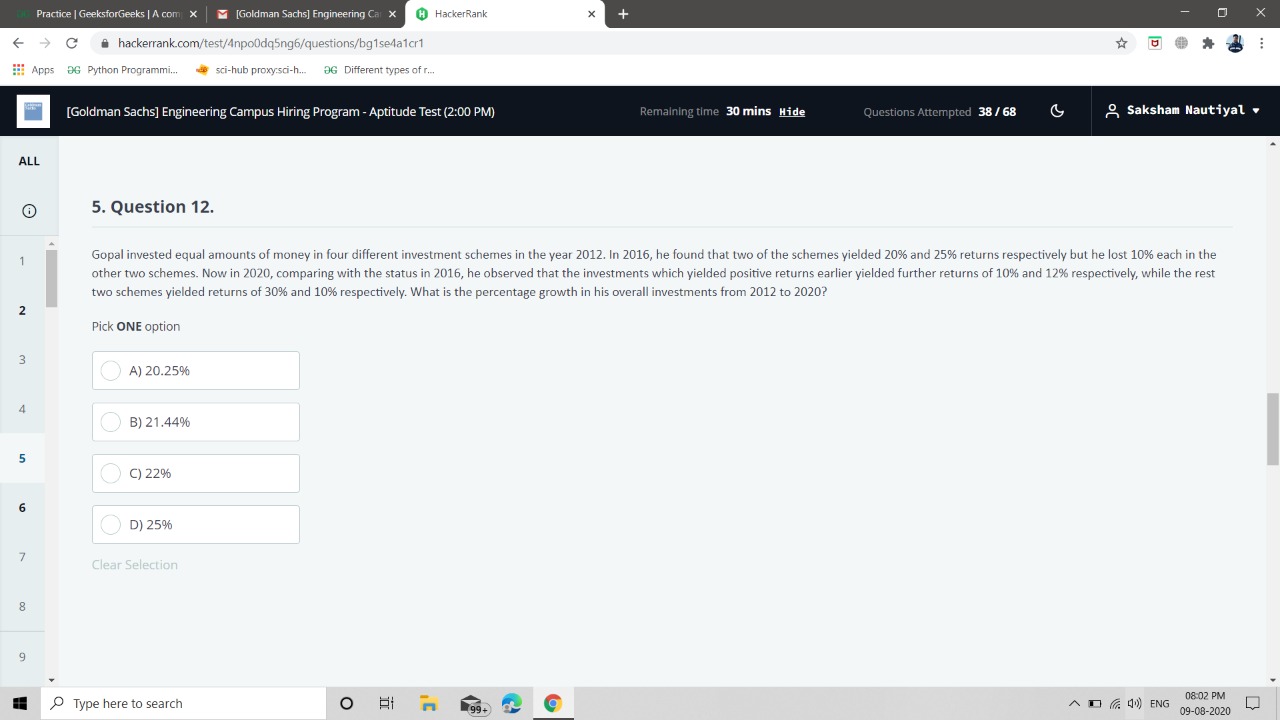 Practice | GeeksforGeeks | A com
[Goldman Sachs] Engineering Ca
HackerRank
hackerrank.com/test/4npo0dq5ng6/questions/bg1se4a1cr1
Apps
Python Programmi...
sci-hub proxy:sci-h...
Different types of r...
[Goldman Sachs] Engineering Campus Hiring Program - Aptitude Test (2:00 PM)
Remaining time 30 mins Hide
Questions Attempted 38 / 68
Saksham Nautiyal
ALL
1
2
3
4
5
6
7
8
9
5. Question 12.
Gopal invested equal amounts of money in four different investment schemes in the year 2012. In 2016, he found that two of the schemes yielded 20% and 25% returns respectively but he lost 10% each in the
other two schemes. Now in 2020, comparing with the status in 2016, he observed that the investments which yielded positive returns earlier yielded further returns of 10% and 12% respectively, while the rest
two schemes yielded returns of 30% and 10% respectively. What is the percentage growth in his overall investments from 2012 to 2020?
Pick ONE option
A) 20.25%
B) 21.44%
C) 22%
D) 25%
Clear Selection
Type here to search
99+
ENG
08:02 PM
09-08-2020